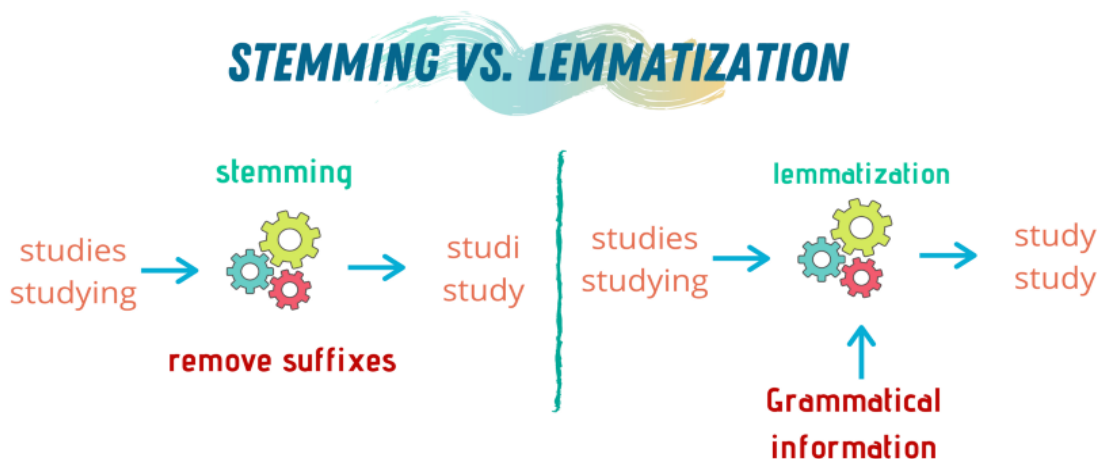 STEMMING VS. LEMMATIZATION
stemming
studies
studying
studi
study
remove suffixes
lemmatization
studies
studying
study
study
Grammatical
information